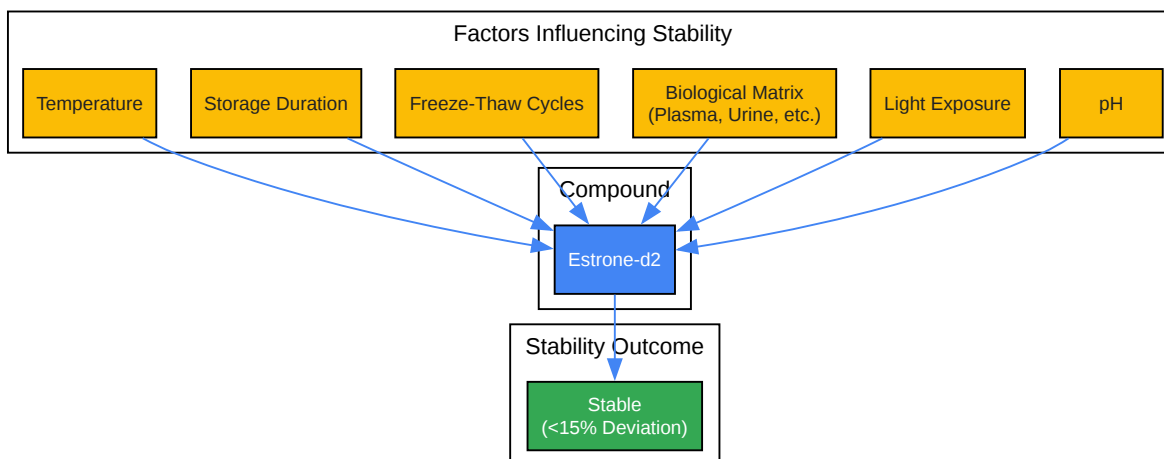 Factors Influencing Stability
Temperature
Storage Duration
Freeze-Thaw Cycles
Biological Matrix
(Plasma, Urine, etc.)
Light Exposure
pH
Compound
Estrone-d2
Stability Outcome
Stable
(<15% Deviation)